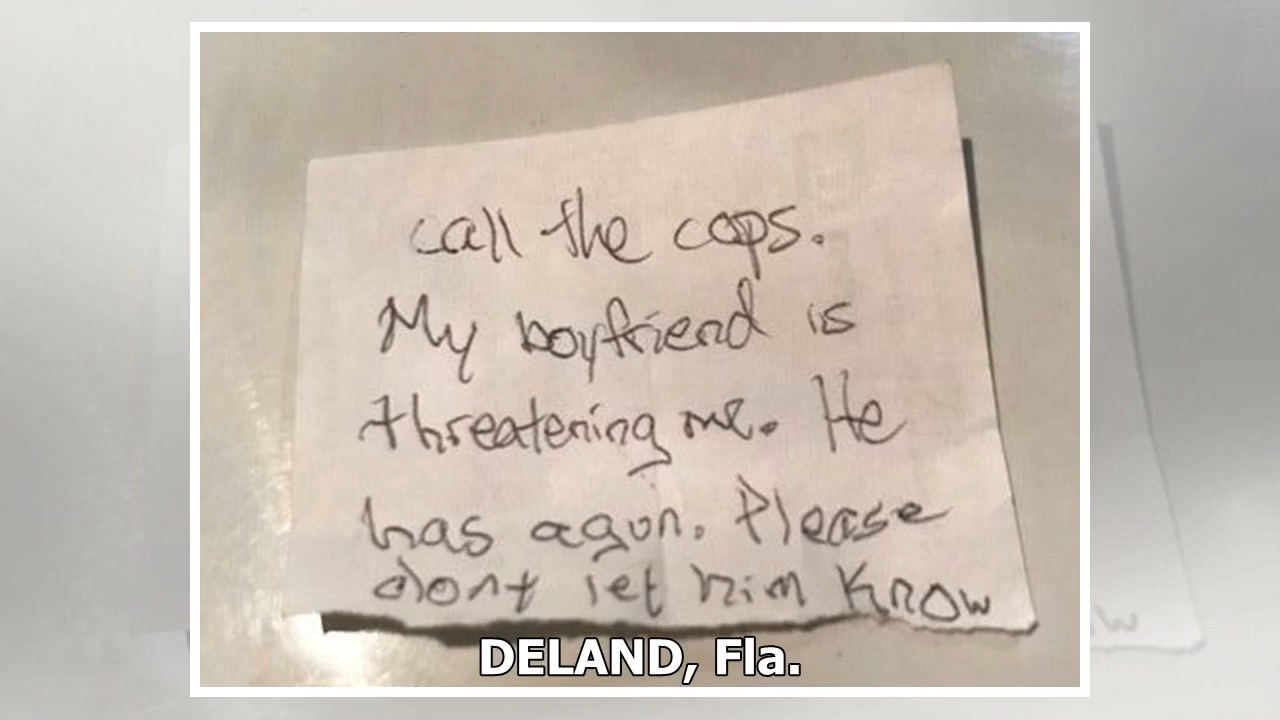 call the cops.
My boyfriend is
threatening me. He
has a gun. Please
dont let him know
DELAND, Fla.